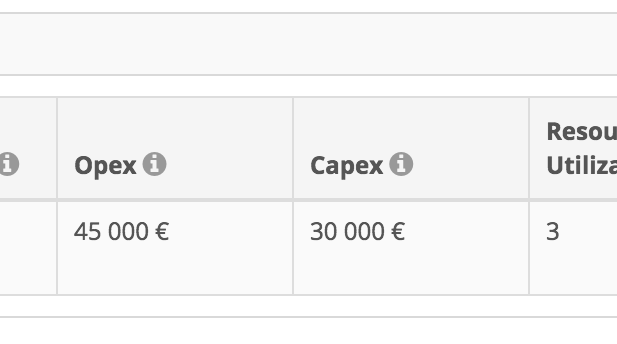 Opex
Capex
Resou
Utiliza
45 000 €
30 000 €
3